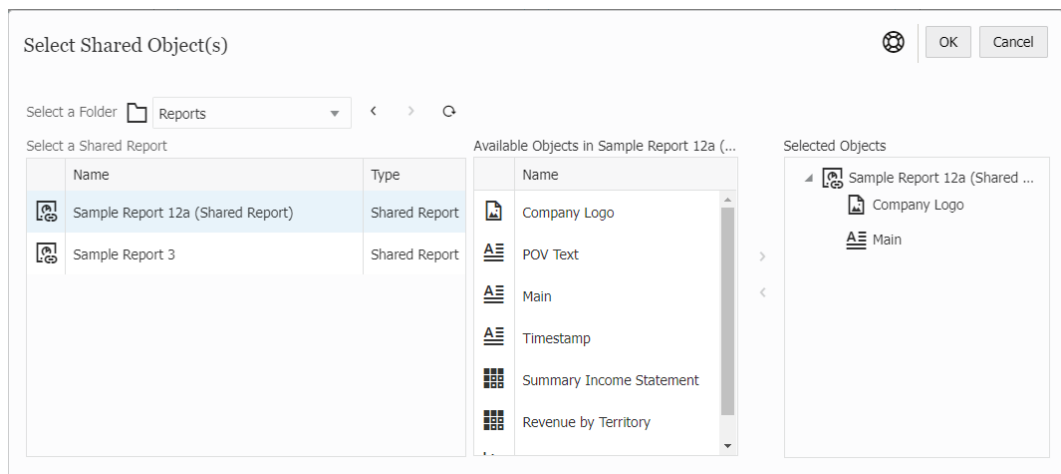 Select Shared Object(s)
OK
Cancel
Select a Folder
Reports
Select a Shared Report
Name
Type
Sample Report 12a (Shared Report)
Shared Report
Sample Report 3
Shared Report
Available Objects in Sample Report 12a (...
Name
Company Logo
POV Text
Main
Timestamp
Summary Income Statement
Revenue by Territory
Selected Objects
Sample Report 12a (Shared ...
Company Logo
Main